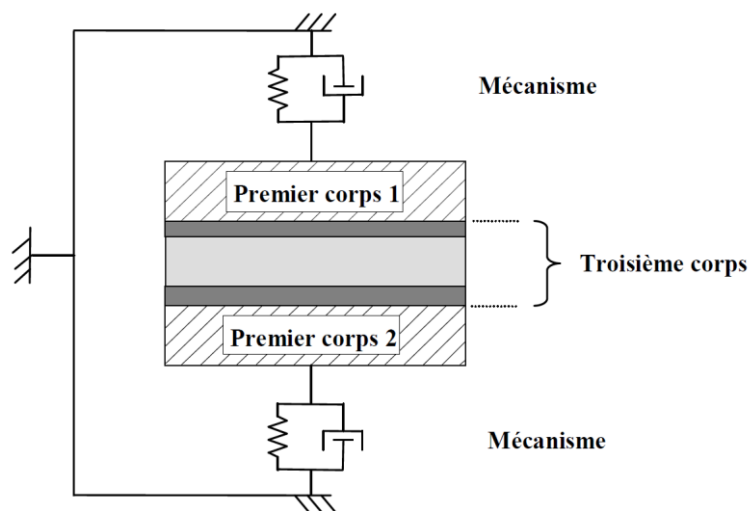 Mécanisme
Premier corps 1
Troisième corps
Premier corps 2
Mécanisme